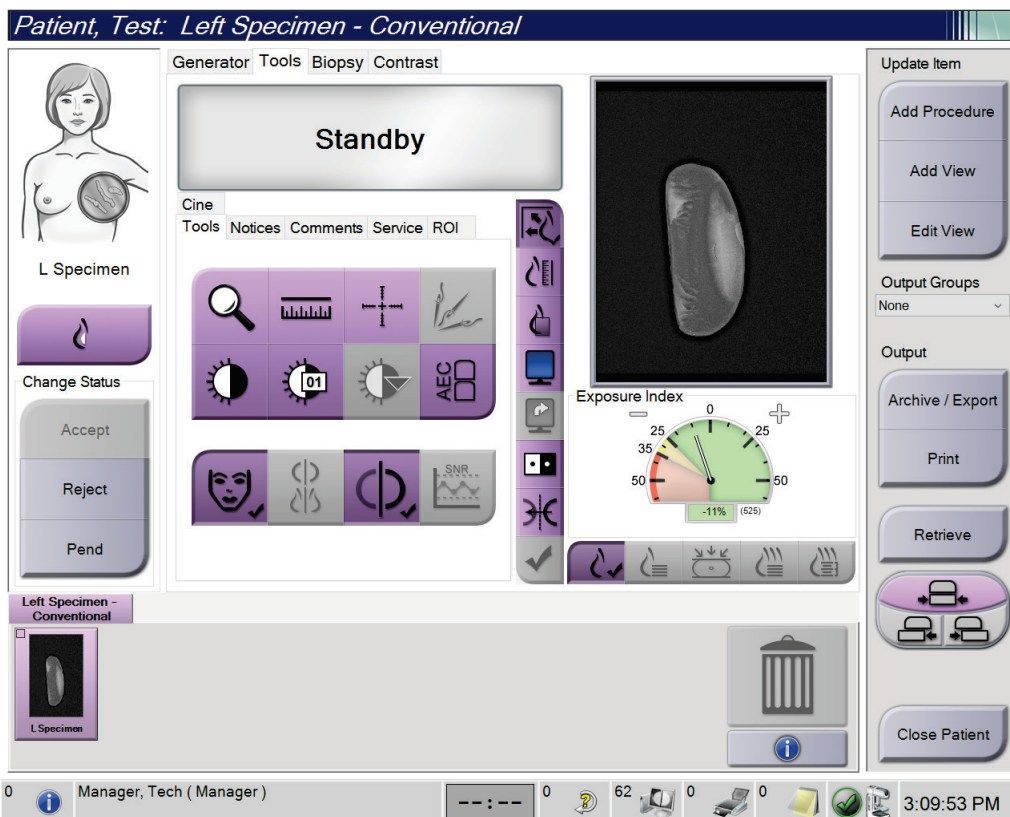 Patient, Test: Left Specimen - Conventional
L Specimen
Change Status
Accept
Reject
Pend
Generator Tools Biopsy Contrast
Standby
Cine
Tools Notices Comments Service ROI
01
AEC
SNR
Exposure Index
0
25 25
35
50 50
-11% (525)
Update Item
Add Procedure
Add View
Edit View
Output Groups
None
Output
Archive / Export
Print
Retrieve
Close Patient
Left Specimen -
Conventional
L Specimen
0 Manager, Tech ( Manager ) --:-- 0 62 0 0 3:09:53 PM